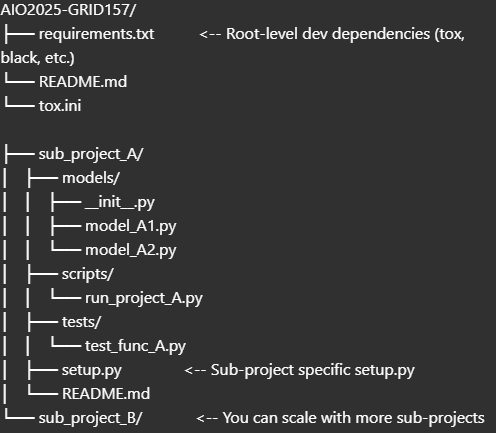 AIO2025-GRID157/
├── requirements.txt <-- Root-level dev dependencies (tox,
black, etc.)
└── README.md
└── tox.ini
├── sub_project_A/
│ ├── models/
│ │ ├── __init__.py
│ │ ├── model_A1.py
│ │ └── model_A2.py
│ ├── scripts/
│ │ └── run_project_A.py
│ ├── tests/
│ │ └── test_func_A.py
│ ├── setup.py <-- Sub-project specific setup.py
│ └── README.md
└── sub_project_B/ <-- You can scale with more sub-projects